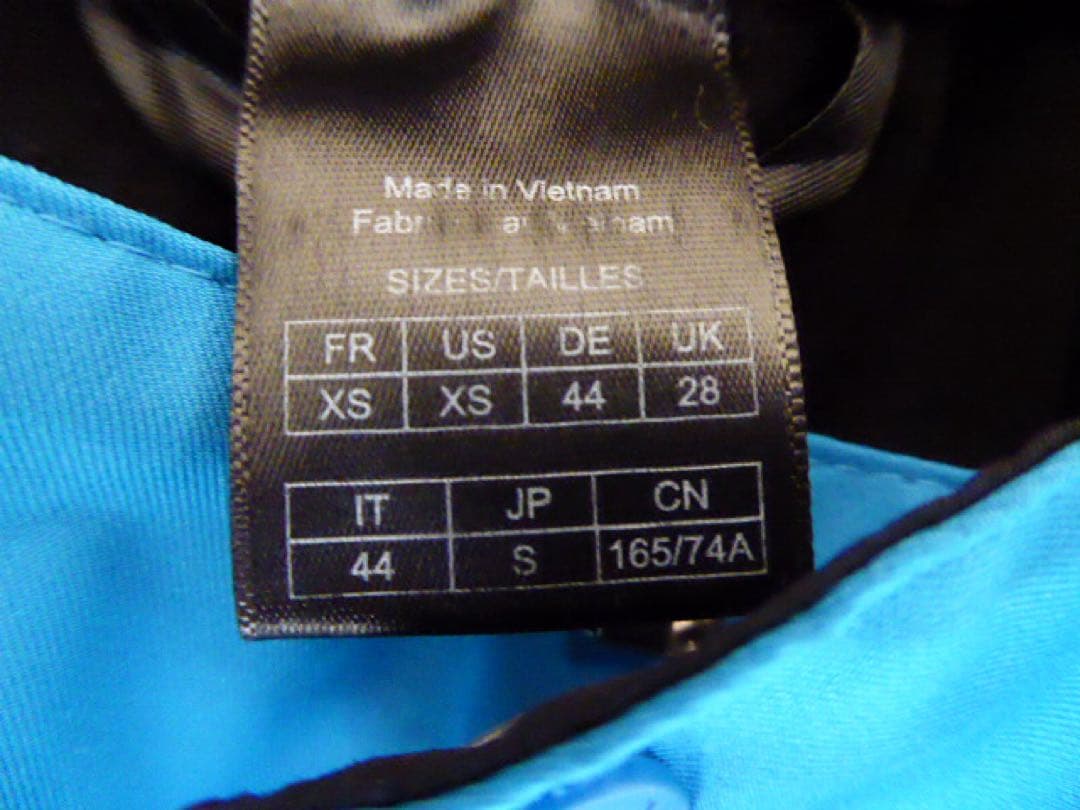 Made in Vietnam
SIZES/TAILLES
FR US DE UK
XS XS 44 28
IT JP CN
44 S 165/74A